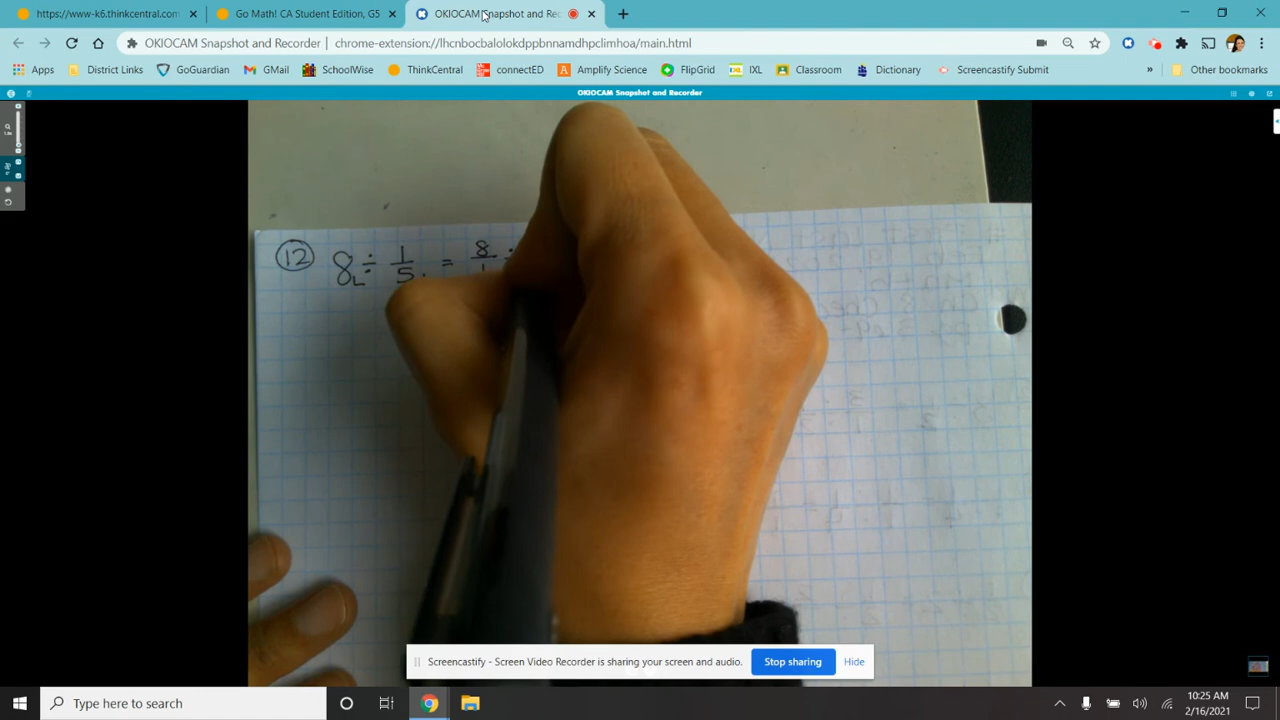 https://www-k6.thinkcentral.com
Go Math! CA Student Edition, G5
OKIOCAM Snapshot and Rec
OKIOCAM Snapshot and Recorder | chrome-extension://lhcnbocbalolokdppbnnamdhpclimhoa/main.html
Apps District Links GoGuardian GMail SchoolWise ThinkCentral connectED Amplify Science FlipGrid IXL Classroom Dictionary Screencastify Submit » Other bookmarks
OKIOCAM Snapshot and Recorder
12 8 ÷ 1/5 = 8/1
Screencastify - Screen Video Recorder is sharing your screen and audio. Stop sharing Hide
Type here to search
10:25 AM
2/16/2021